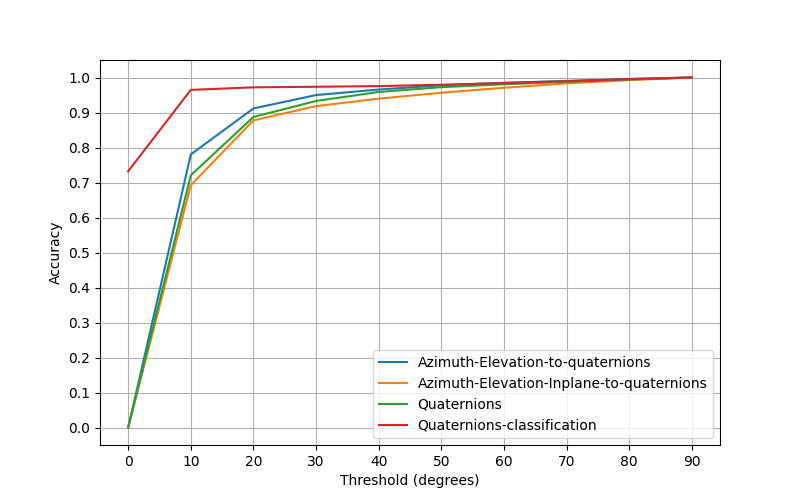 1.0
0.9
0.8
0.7
0.6
0.5
0.4
0.3
0.2
0.1
0.0
Accuracy
Azimuth-Elevation-to-quaternions
Azimuth-Elevation-Inplane-to-quaternions
Quaternions
Quaternions-classification
0 10 20 30 40 50 60 70 80 90
Threshold (degrees)